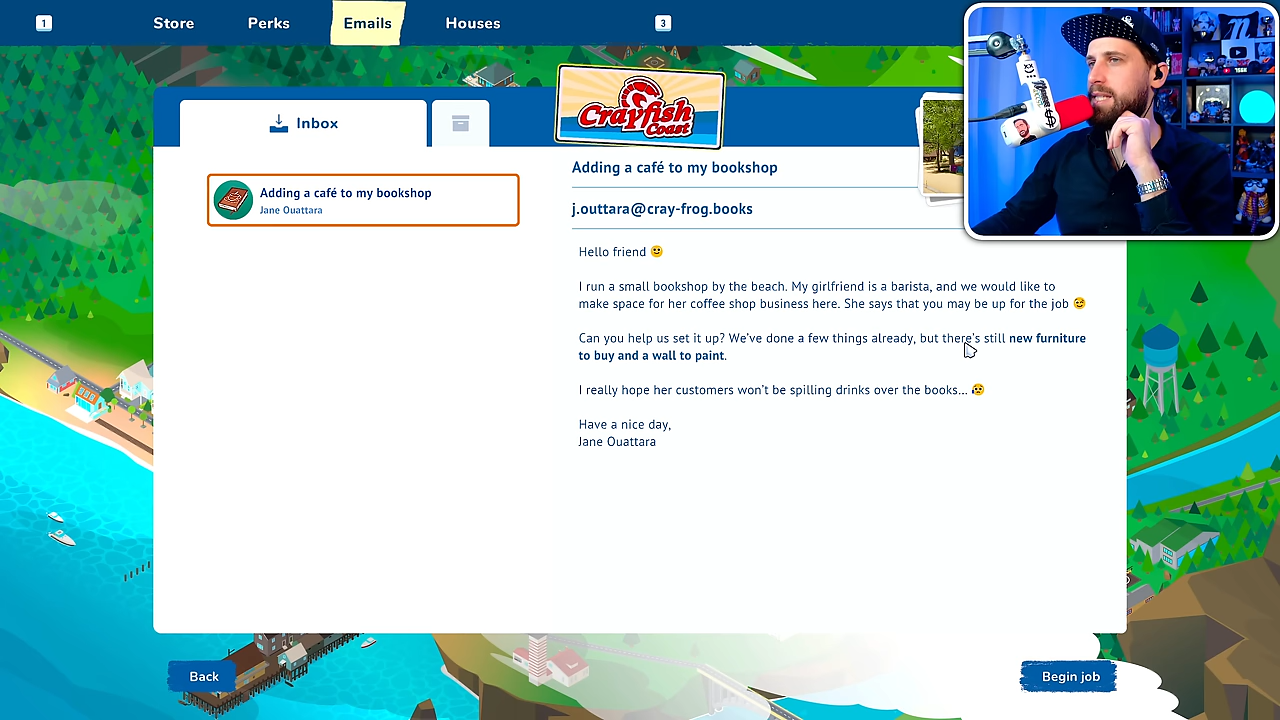 1
Store
Perks
Emails
Houses
3
Inbox
Crayfish
Coast
Adding a café to my bookshop
Jane Ouattara
Adding a café to my bookshop
j.outtara@cray-frog.books
Hello friend 🙂
I run a small bookshop by the beach. My girlfriend is a barista, and we would like to
make space for her coffee shop business here. She says that you may be up for the job 😊
Can you help us set it up? We've done a few things already, but there's still new furniture
to buy and a wall to paint.
I really hope her customers won't be spilling drinks over the books... 😥
Have a nice day,
Jane Ouattara
Back
Begin job